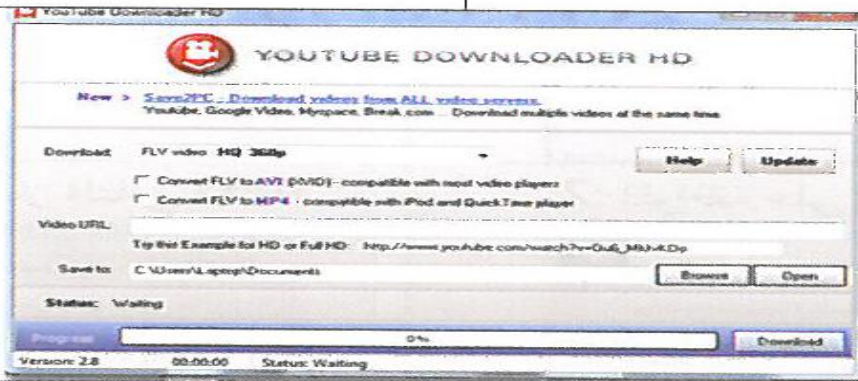 YouTube Downloader HD
YOUTUBE DOWNLOADER HD
New > Save2PC - Download videos from ALL video
Youtube, Google Video, Myspace, Break.com ... Download multiple videos at the same time
Download: FLV video HQ 360p Help Update
Convert FLV to AVI (XVID) - compatible with most video players
Convert FLV to MP4 - compatible with iPod and QuickTime player
Video URL:
Try this Example for HD or Full HD:
Save to: C:\Users\Laptop\Documents\ Browse Open
Status: Waiting
Progress 0% Download
Version: 2.8 00:00:00 Status: Waiting